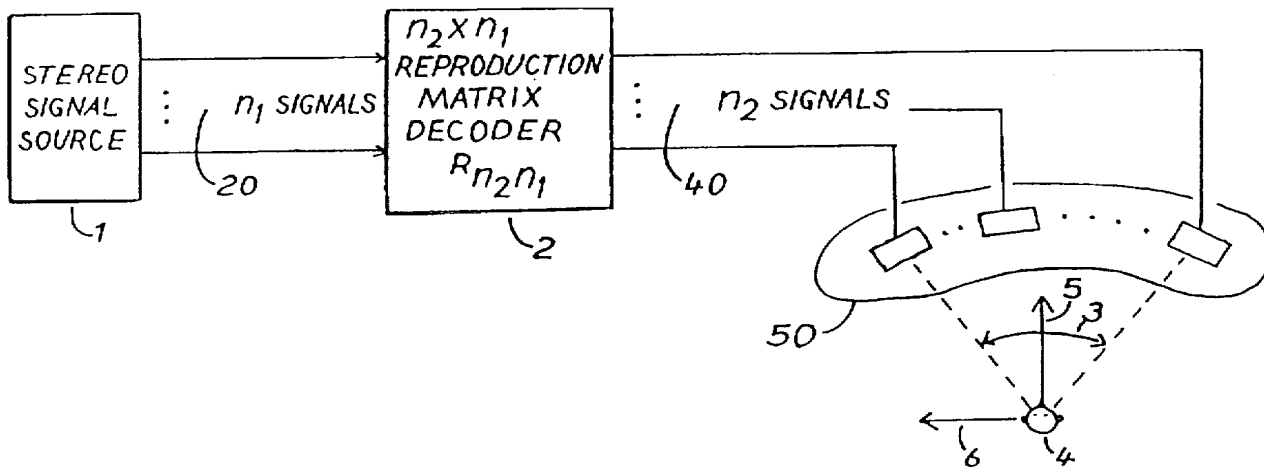 STEREO
SIGNAL
SOURCE
1
n₁ SIGNALS
20
n₂ x n₁
REPRODUCTION
MATRIX
DECODER
R n₂n₁
2
n₂ SIGNALS
40
50
5
3
6
4